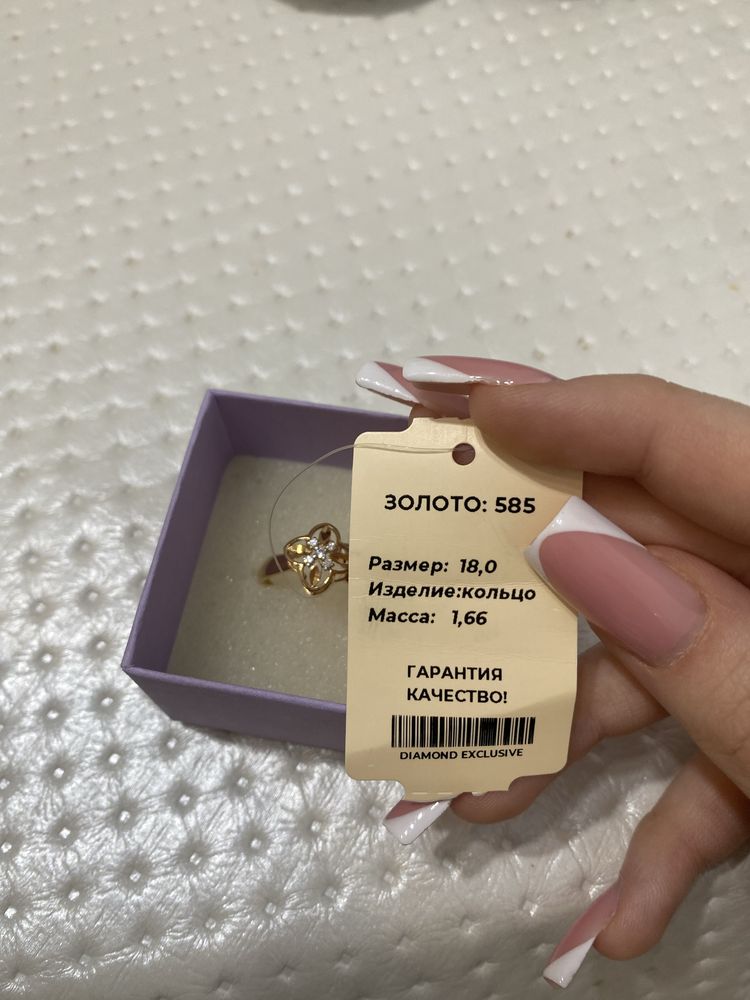 ЗОЛОТО: 585
Размер: 18,0
Изделие:кольцо
Масса: 1,66
ГАРАНТИЯ
КАЧЕСТВО!
DIAMOND EXCLUSIVE